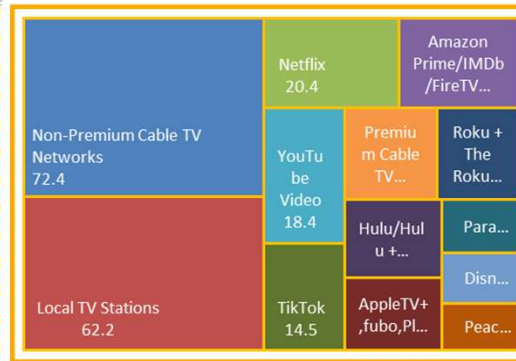 Non-Premium Cable TV
Networks
72.4
Local TV Stations
62.2
Netflix
20.4
Amazon
Prime/IMDb
/FireTV...
YouTu
be
Video
18.4
Premiu
m Cable
TV...
Roku +
The
Roku...
Hulu/Hul
u +...
Para...
Disn...
TikTok
14.5
AppleTV+
,fubo,Pl...
Peac...